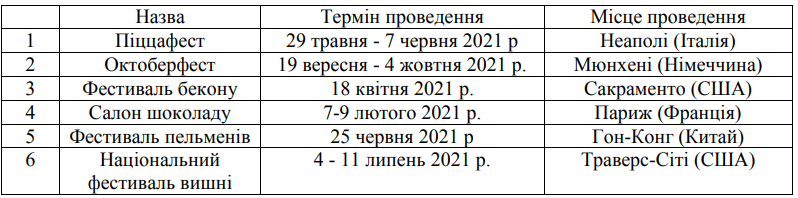 Назва Термін проведення Місце проведення
1 Піццафест 29 травня - 7 червня 2021 р Неаполі (Італія)
2 Октоберфест 19 вересня - 4 жовтня 2021 р. Мюнхені (Німеччина)
3 Фестиваль бекону 18 квітня 2021 р. Сакраменто (США)
4 Салон шоколаду 7-9 лютого 2021 р. Париж (Франція)
5 Фестиваль пельменів 25 червня 2021 р Гон-Конг (Китай)
6 Національний 4 - 11 липень 2021 р. Траверс-Сіті (США)
фестиваль вишні